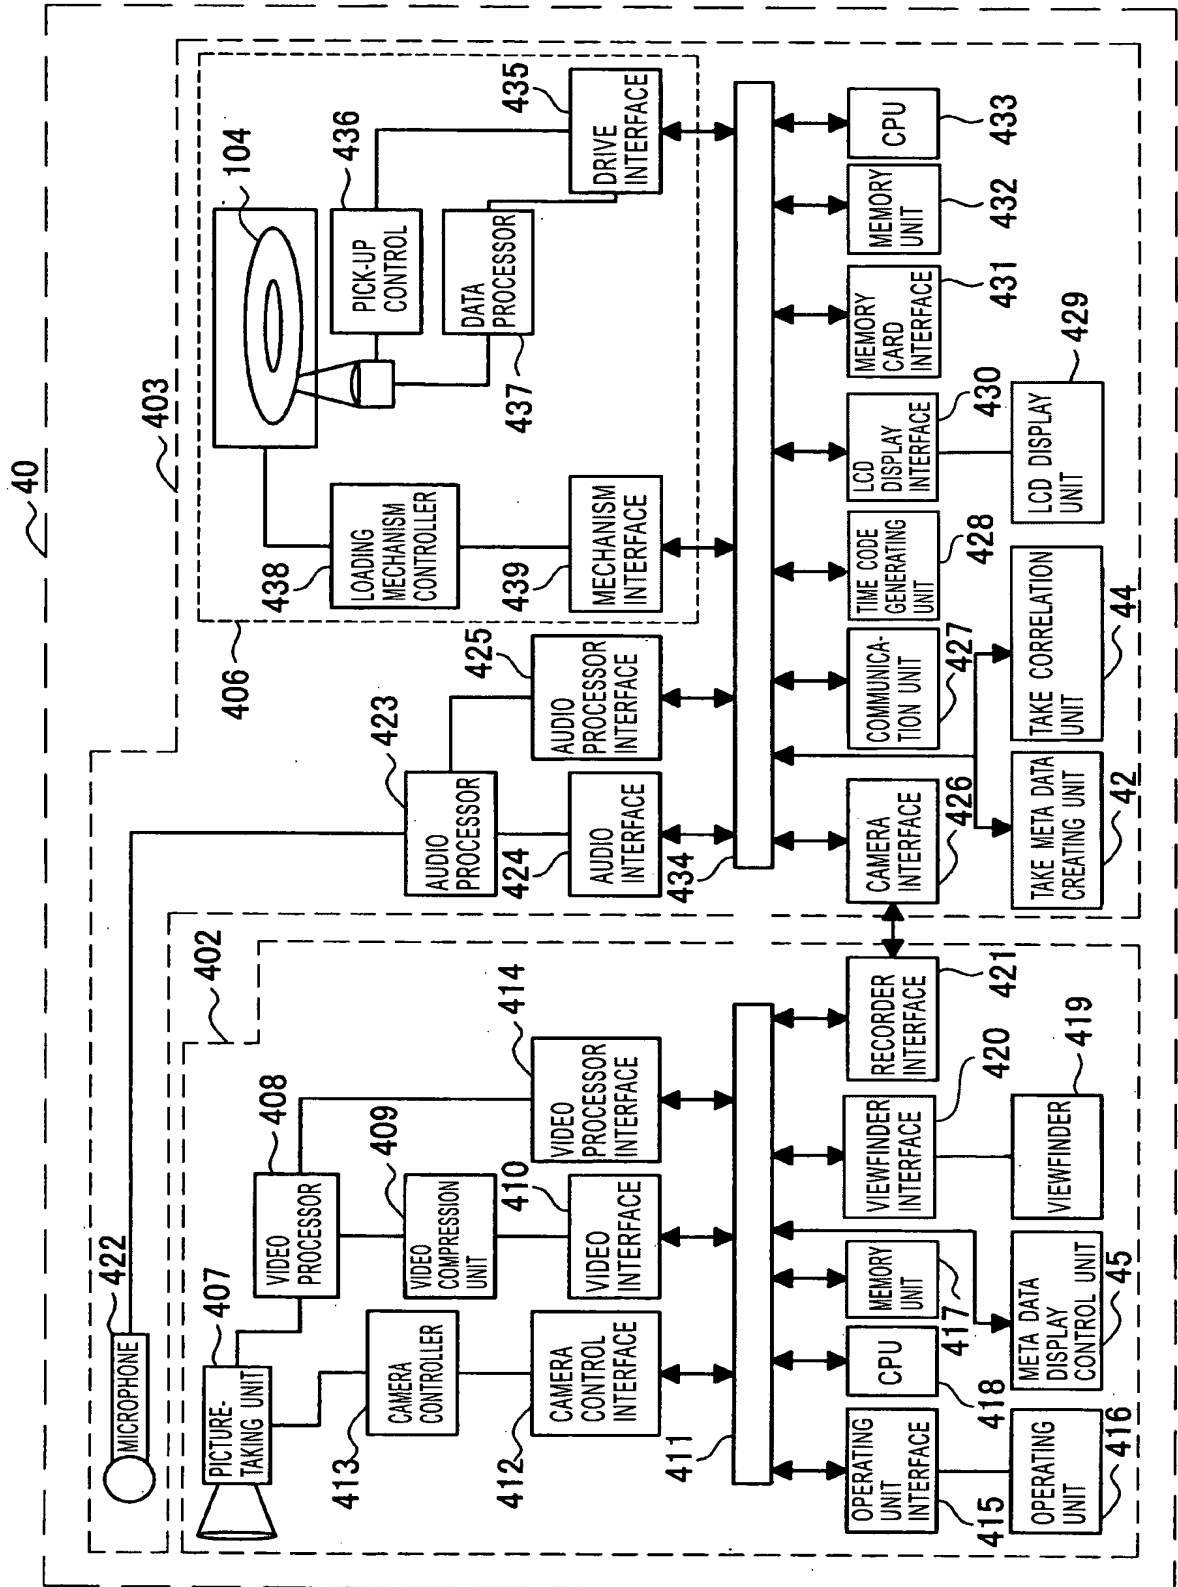 40
422
MICROPHONE
402
407
PICTURE-
TAKING UNIT
408
VIDEO
PROCESSOR
414
VIDEO
PROCESSOR
INTERFACE
409
VIDEO
COMPRESSION
UNIT
410
VIDEO INTERFACE
413
CAMERA
CONTROLLER
412
CAMERA
CONTROL
INTERFACE
411
415
OPERATING
UNIT
INTERFACE
416
OPERATING
UNIT
418
CPU
417
MEMORY
UNIT
45
META DATA
DISPLAY
CONTROL UNIT
420
VIEWFINDER
INTERFACE
419
VIEWFINDER
421
RECORDER
INTERFACE
403
423
AUDIO
PROCESSOR
424
AUDIO
INTERFACE
425
AUDIO
PROCESSOR
INTERFACE
406
104
438
LOADING
MECHANISM
CONTROLLER
439
MECHANISM
INTERFACE
436
PICK-UP
CONTROL
437
DATA
PROCESSOR
435
DRIVE
INTERFACE
434
426
CAMERA
INTERFACE
42
TAKE META DATA
CREATING UNIT
44
TAKE CORRELATION
UNIT
427
COMMUNICA-
TION UNIT
428
TIME CODE
GENERATING
UNIT
430
LCD
DISPLAY
INTERFACE
429
LCD DISPLAY
UNIT
431
MEMORY
CARD
INTERFACE
432
MEMORY
UNIT
433
CPU